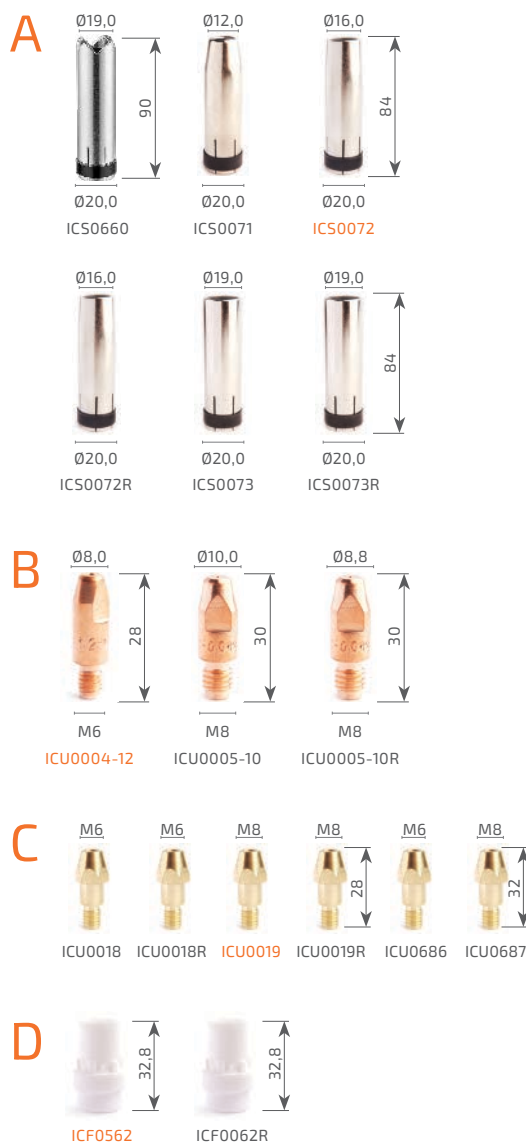 A
Ø19,0 Ø12,0 Ø16,0
90
84
Ø20,0 Ø20,0 Ø20,0
ICS0660 ICS0071 ICS0072
Ø16,0 Ø19,0 Ø19,0
84
Ø20,0 Ø20,0 Ø20,0
ICS0072R ICS0073 ICS0073R
B
Ø8,0 Ø10,0 Ø8,8
28
30
30
M6 M8 M8
ICU0004-12 ICU0005-10 ICU0005-10R
C
M6 M6 M8 M8 M6 M8
28
32
ICU0018 ICU0018R ICU0019 ICU0019R ICU0686 ICU0687
D
32,8
32,8
ICF0562 ICF0062R